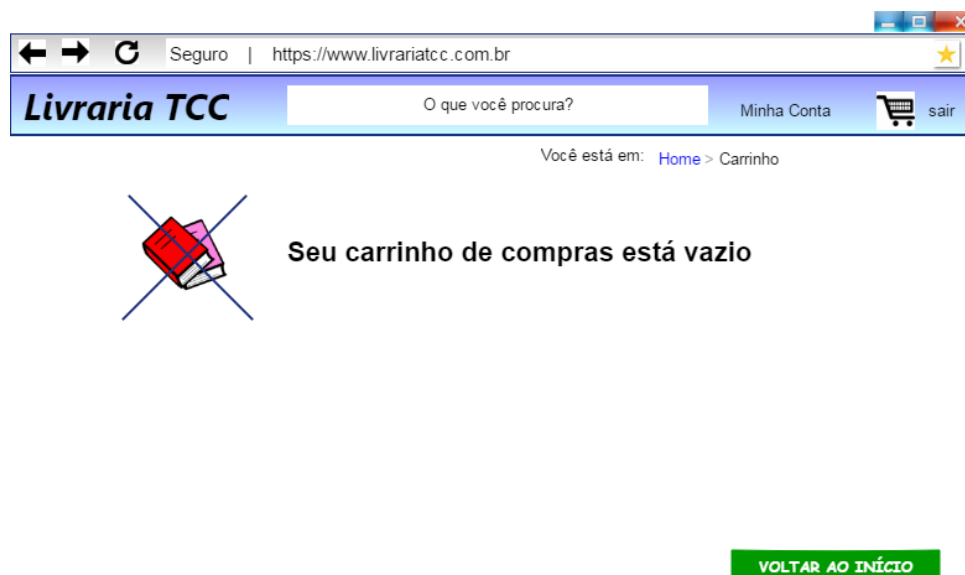 Seguro | https://www.livrariatcc.com.br
Livraria TCC O que você procura? Minha Conta sair
Você está em: Home > Carrinho
Seu carrinho de compras está vazio
VOLTAR AO INÍCIO